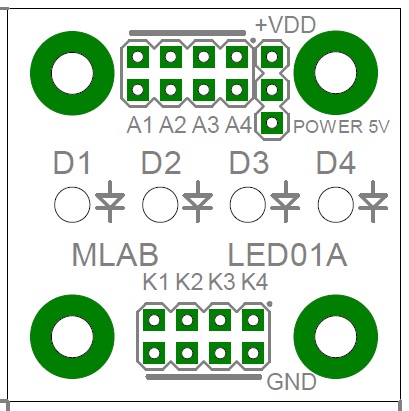 +VDD
A1 A2 A3 A4
POWER 5V
D1 D2 D3 D4
MLAB LED01A
K1 K2 K3 K4
GND